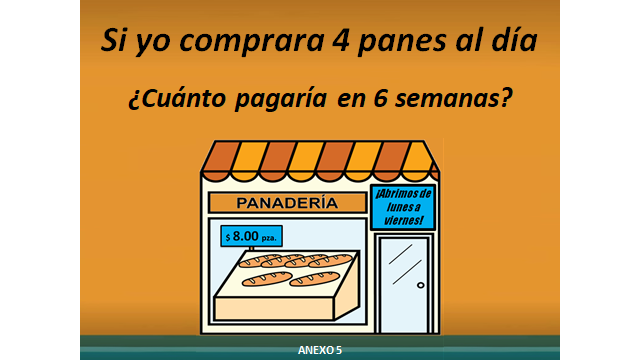 Si yo comprara 4 panes al día
¿Cuánto pagaría en 6 semanas?
PANADERÍA
¡Abrimos de
lunes a
viernes!
$ 8.00 pza.
ANEXO 5